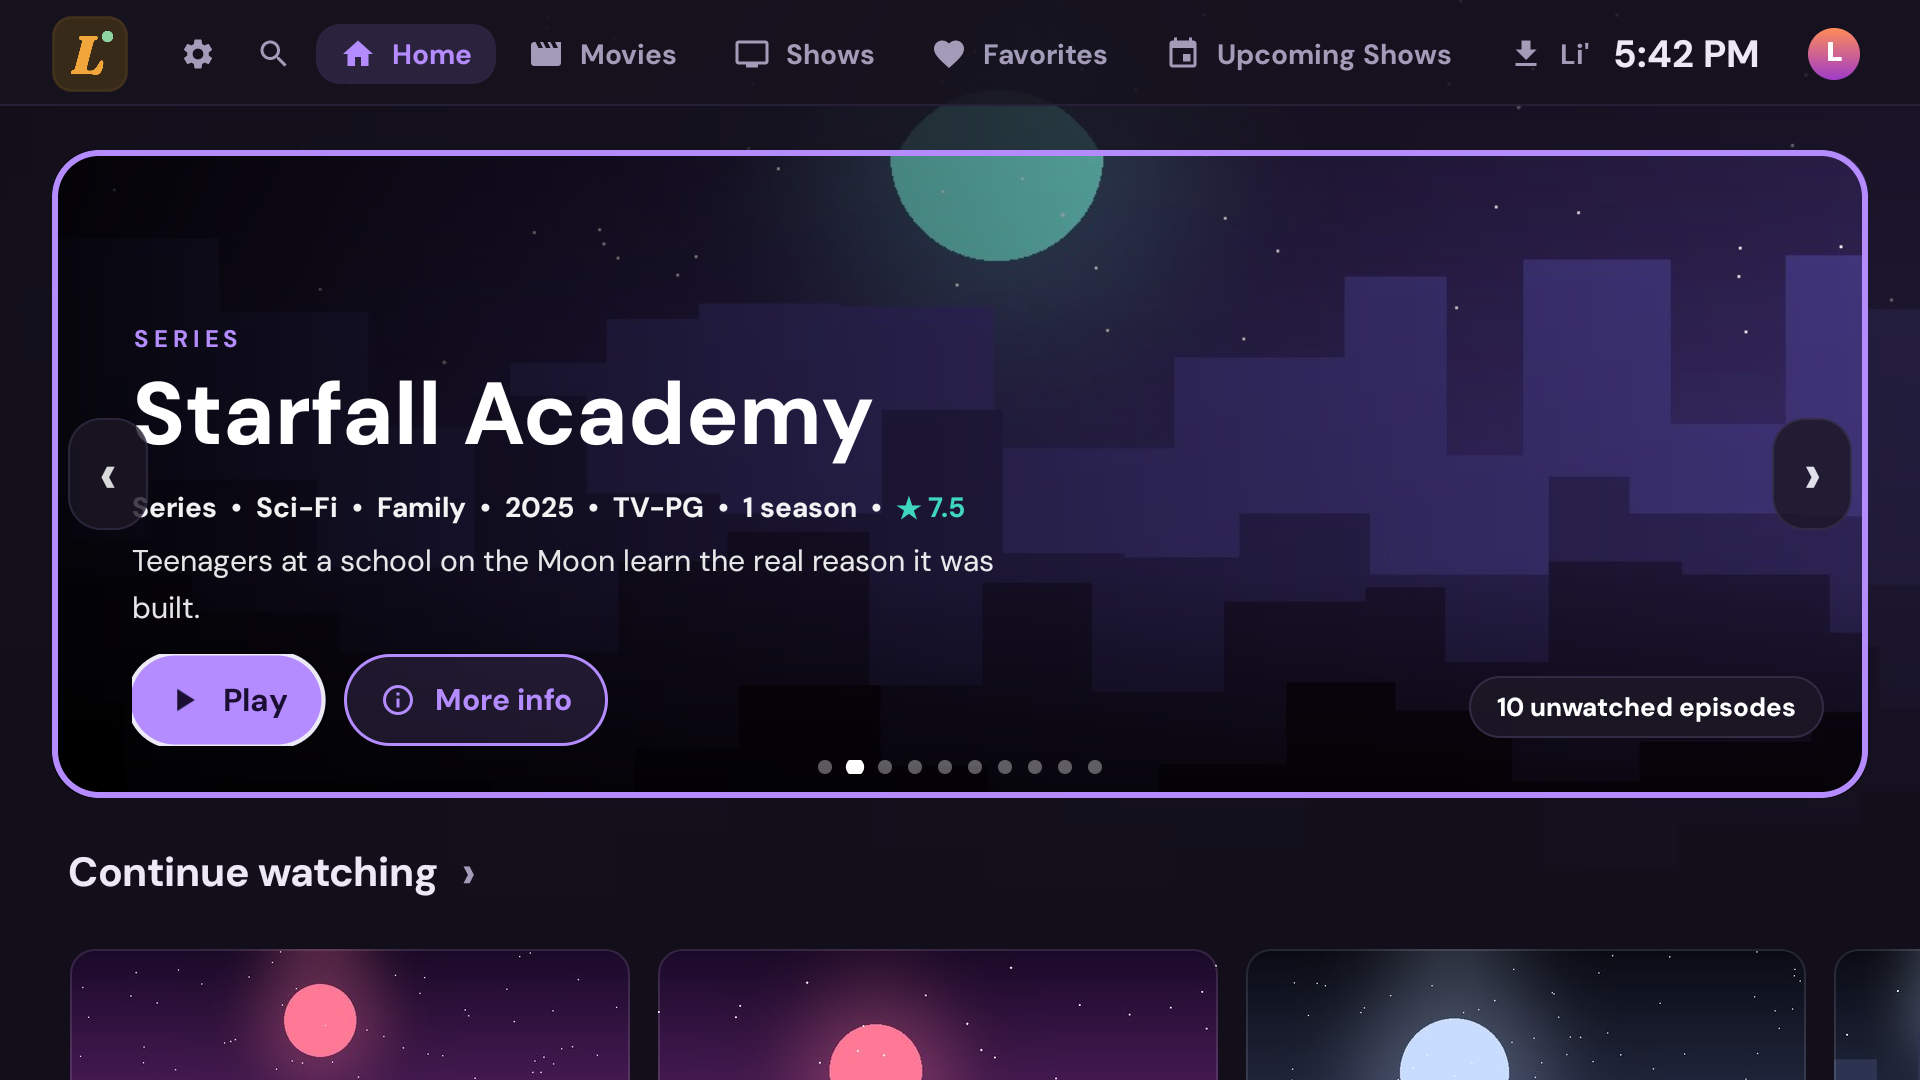 L
Home
Movies
Shows
Favorites
Upcoming Shows
Li'
5:42 PM
L
SERIES
Starfall Academy
Series • Sci-Fi • Family • 2025 • TV-PG • 1 season • ★ 7.5
Teenagers at a school on the Moon learn the real reason it was
built.
Play
More info
10 unwatched episodes
Continue watching ›